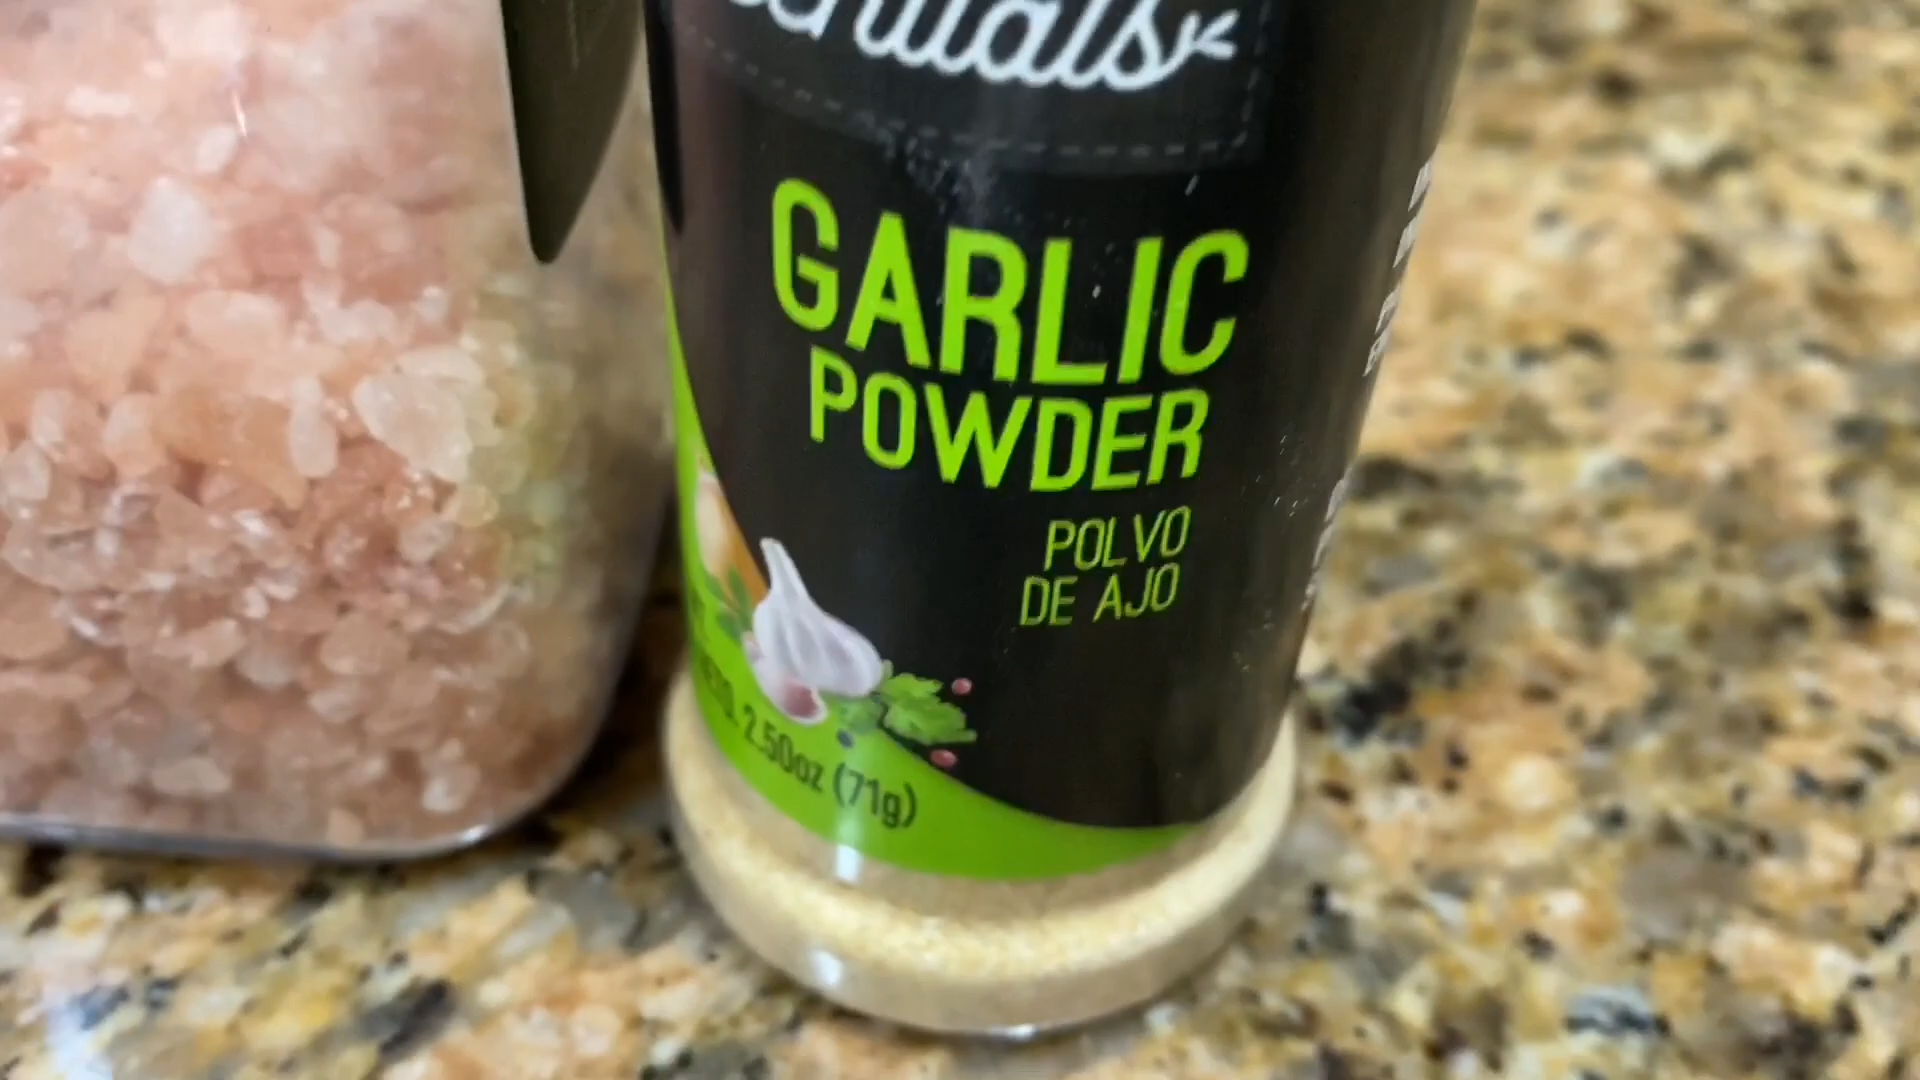 GARLIC
POWDER
POLVO
DE AJO
2.50oz (71g)